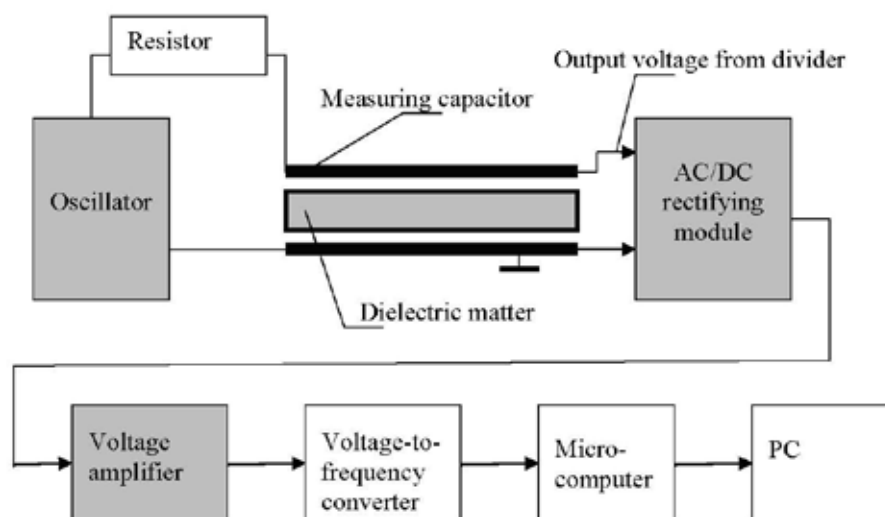 Resistor
Output voltage from divider
Measuring capacitor
Oscillator
AC/DC
rectifying
module
Dielectric matter
Voltage
amplifier
Voltage-to-
frequency
converter
Micro-
computer
PC